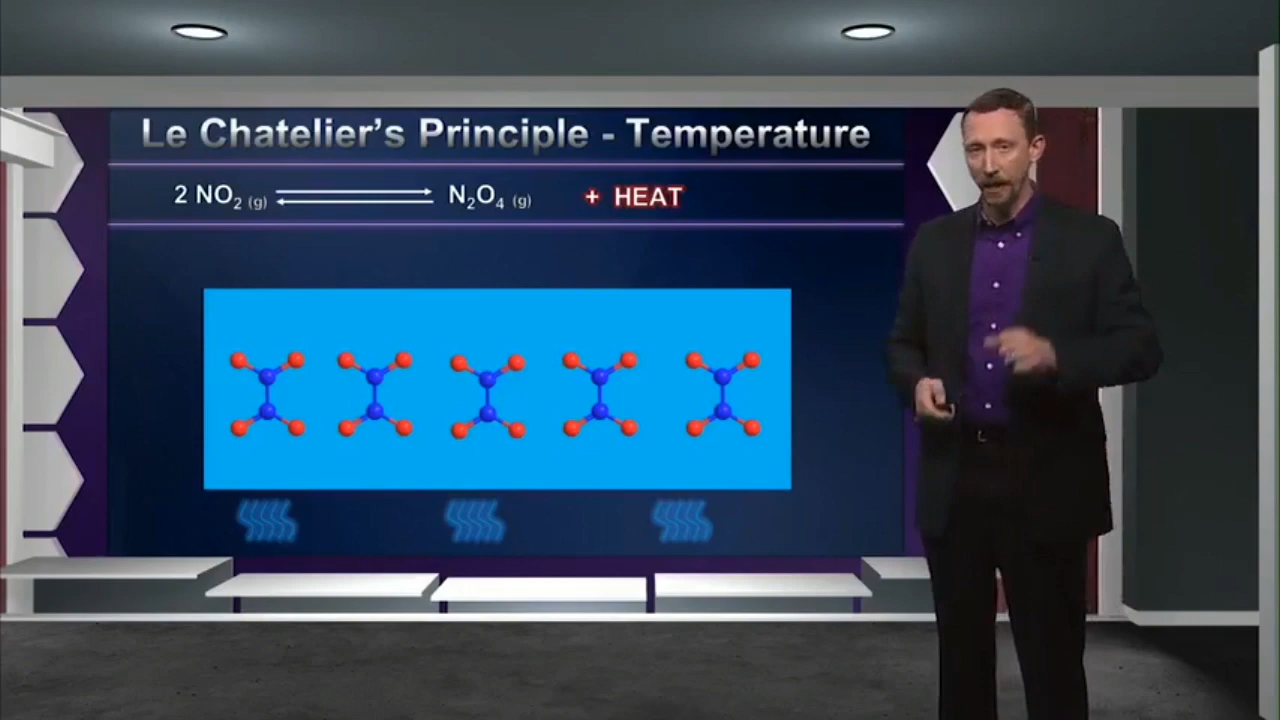 Le Chatelier's Principle - Temperature
2 NO₂ (g) ⇌ N₂O₄ (g) + HEAT